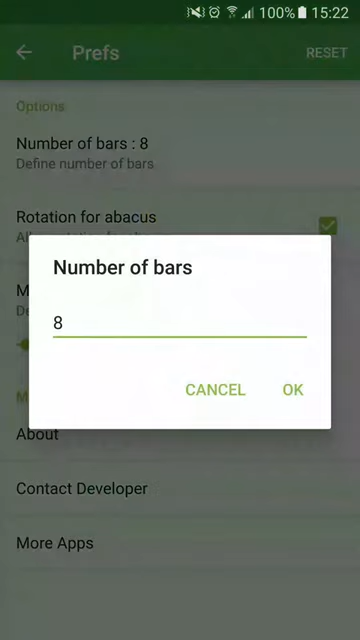 100% 15:22
Prefs
RESET
Options
Number of bars : 8
Define number of bars
Rotation for abacus
Number of bars
8
CANCEL
OK
About
Contact Developer
More Apps